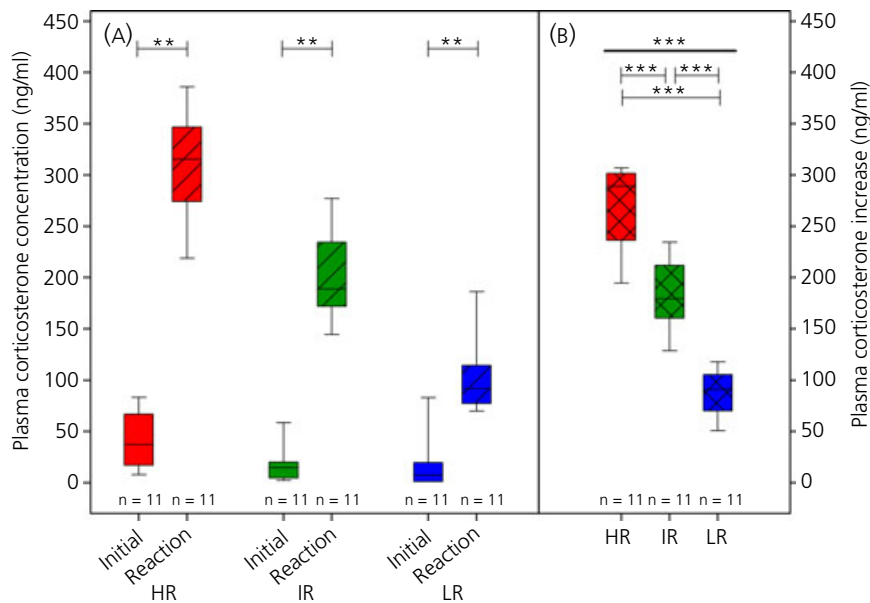 (A)
(B)
Plasma corticosterone concentration (ng/ml)
450
400
350
300
250
200
150
100
50
0
** ** **
***
*** ***
***
n = 11 n = 11 n = 11 n = 11 n = 11 n = 11
n = 11 n = 11 n = 11
Initial Reaction Initial Reaction Initial Reaction
HR IR LR
HR IR LR
450
400
350
300
250
200
150
100
50
0
Plasma corticosterone increase (ng/ml)